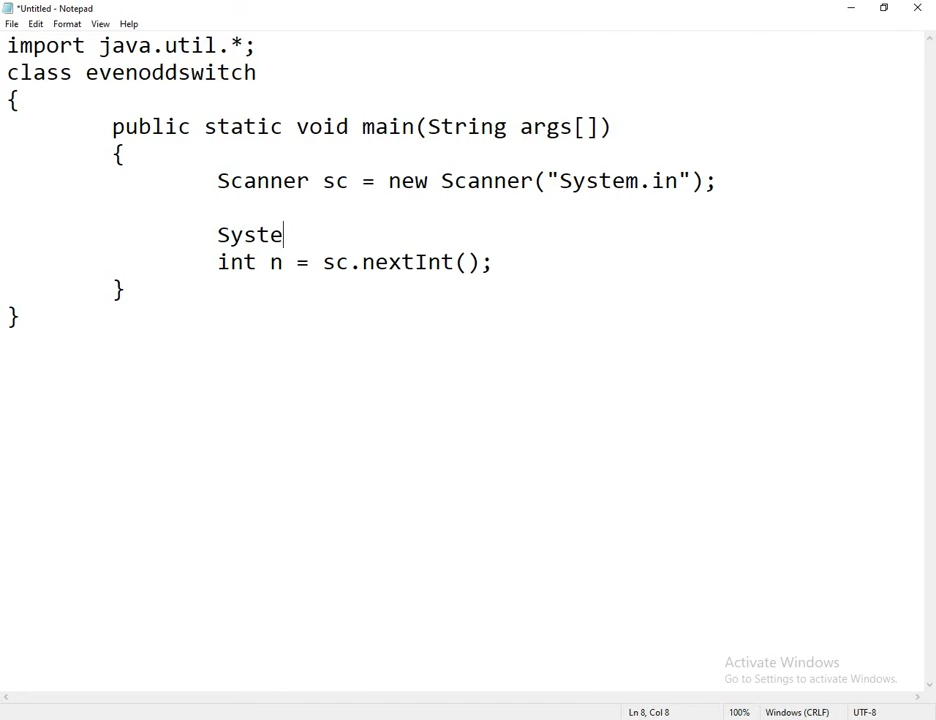 *Untitled - Notepad
File Edit Format View Help
import java.util.*;
class evenoddswitch
{
public static void main(String args[])
{
Scanner sc = new Scanner("System.in");
Syste
int n = sc.nextInt();
}
}
Activate Windows
Go to Settings to activate Windows.
Ln 8, Col 8 100% Windows (CRLF) UTF-8